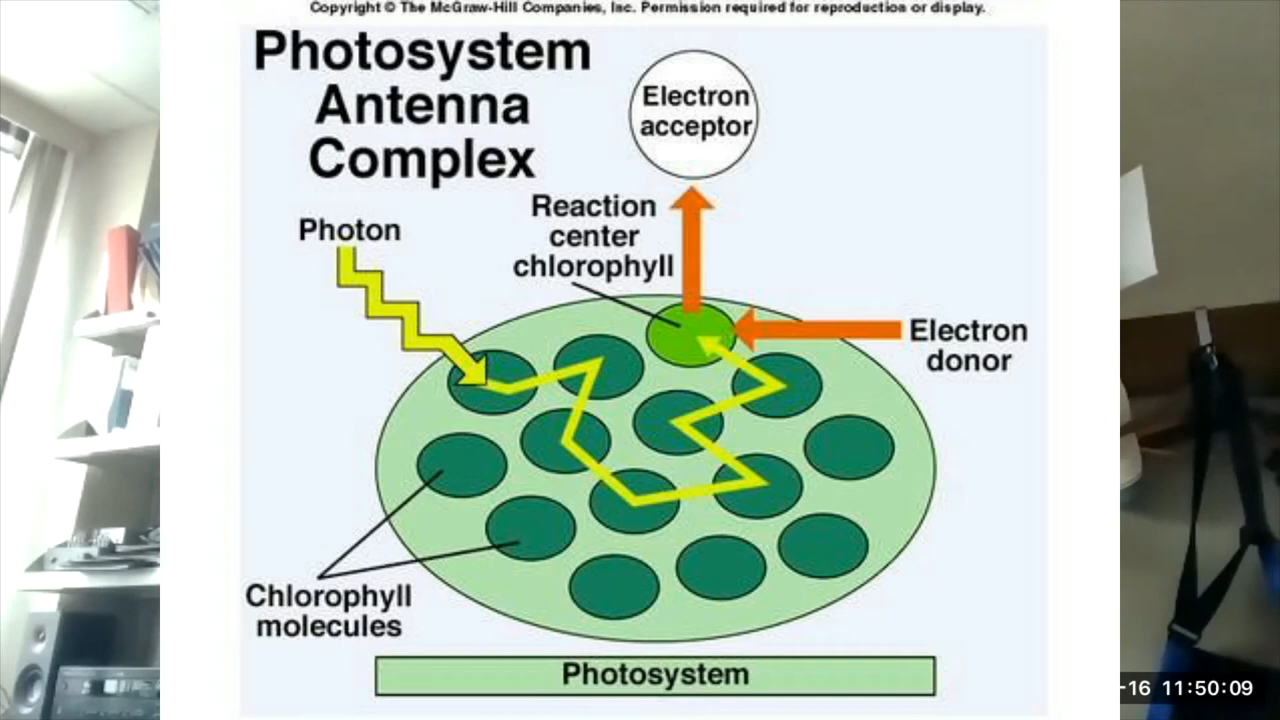 Copyright © The McGraw-Hill Companies, Inc. Permission required for reproduction or display.
Photosystem
Antenna
Complex
Electron
acceptor
Reaction
center
chlorophyll
Photon
Electron
donor
Chlorophyll
molecules
Photosystem
-16 11:50:09